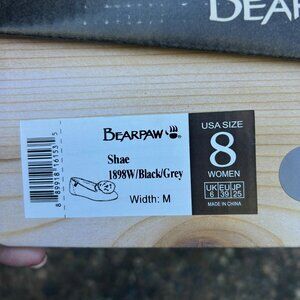 BEARPAW
Shae
1898W/Black/Grey
Width: M
USA SIZE
8
WOMEN
UK EU JP
6 39 25
MADE IN CHINA